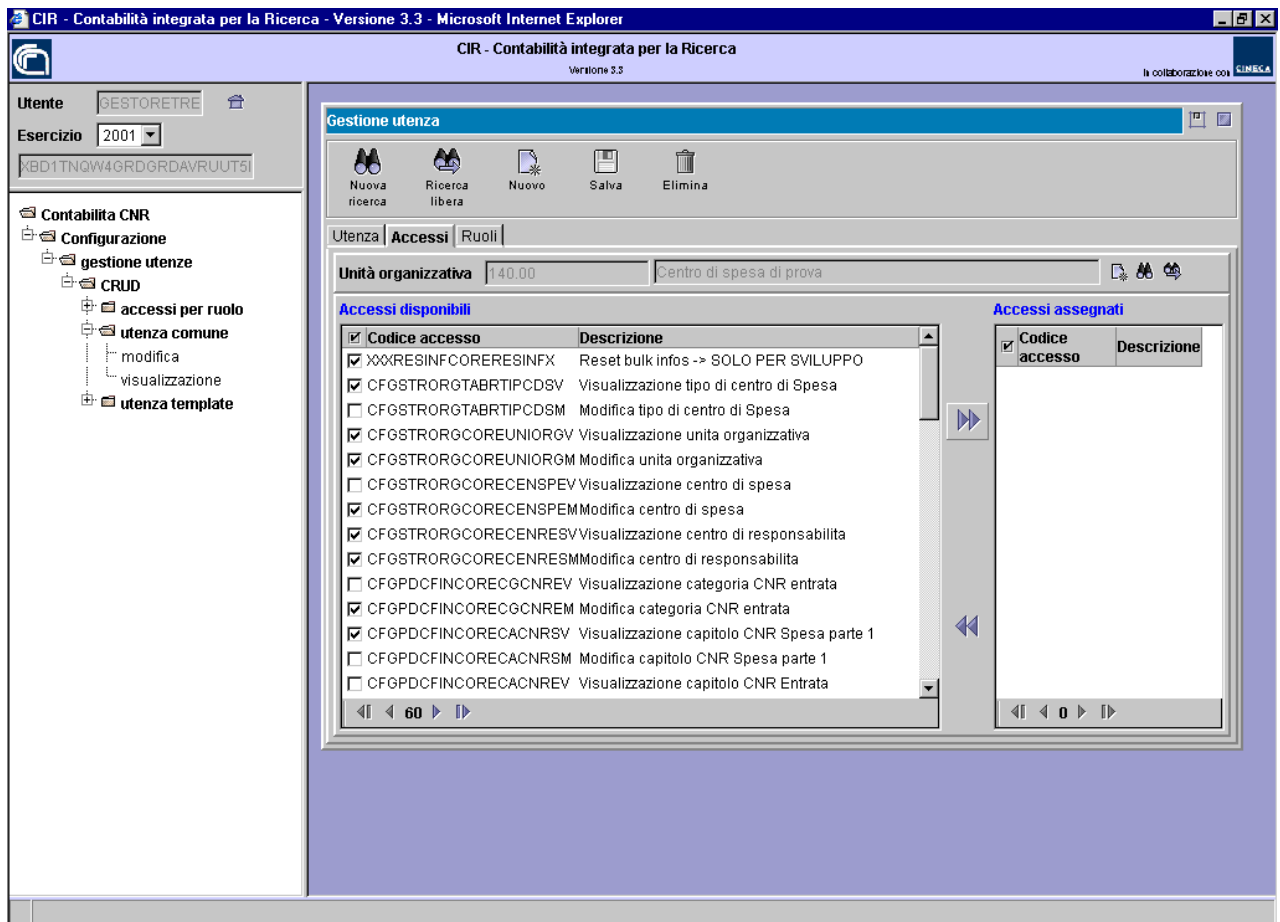 CIR - Contabilità integrata per la Ricerca - Versione 3.3 - Microsoft Internet Explorer
CIR - Contabilità integrata per la Ricerca
Versione 3.3
In collaborazione con CINECA
Utente GESTORETRE
Esercizio 2001
XBD1TNQW4GRDGRDAVRUUT5I
Contabilita CNR
Configurazione
gestione utenze
CRUD
accessi per ruolo
utenza comune
modifica
visualizzazione
utenza template
Gestione utenza
Nuova ricerca
Ricerca libera
Nuovo
Salva
Elimina
Utenza Accessi Ruoli
Unità organizzativa 140.00 Centro di spesa di prova
Accessi disponibili
Codice accesso Descrizione
XXXRESINFCORERESINFX Reset bulk infos -> SOLO PER SVILUPPO
CFGSTRORGTABRTIPCDSV Visualizzazione tipo di centro di Spesa
CFGSTRORGTABRTIPCDSM Modifica tipo di centro di Spesa
CFGSTRORGCOREUNIORGV Visualizzazione unita organizzativa
CFGSTRORGCOREUNIORGM Modifica unita organizzativa
CFGSTRORGCORECENSPEV Visualizzazione centro di spesa
CFGSTRORGCORECENSPEM Modifica centro di spesa
CFGSTRORGCORECENRESV Visualizzazione centro di responsabilita
CFGSTRORGCORECENRESM Modifica centro di responsabilita
CFGPDCFINCORECGCNREV Visualizzazione categoria CNR entrata
CFGPDCFINCORECGCNREM Modifica categoria CNR entrata
CFGPDCFINCORECACNRSV Visualizzazione capitolo CNR Spesa parte 1
CFGPDCFINCORECACNRSM Modifica capitolo CNR Spesa parte 1
CFGPDCFINCORECACNREV Visualizzazione capitolo CNR Entrata
60
Accessi assegnati
Codice accesso Descrizione
0